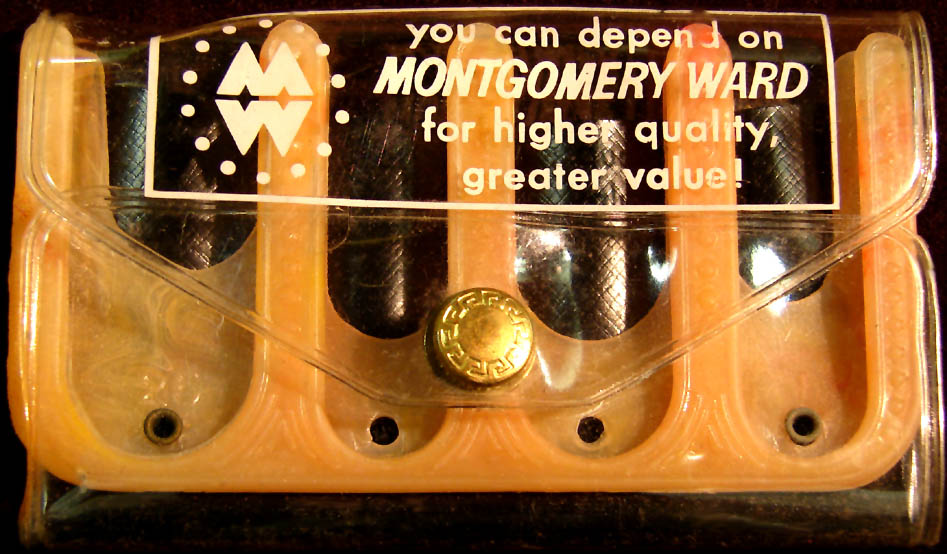 you can depend on
MONTGOMERY WARD
for higher quality,
greater value!
MW